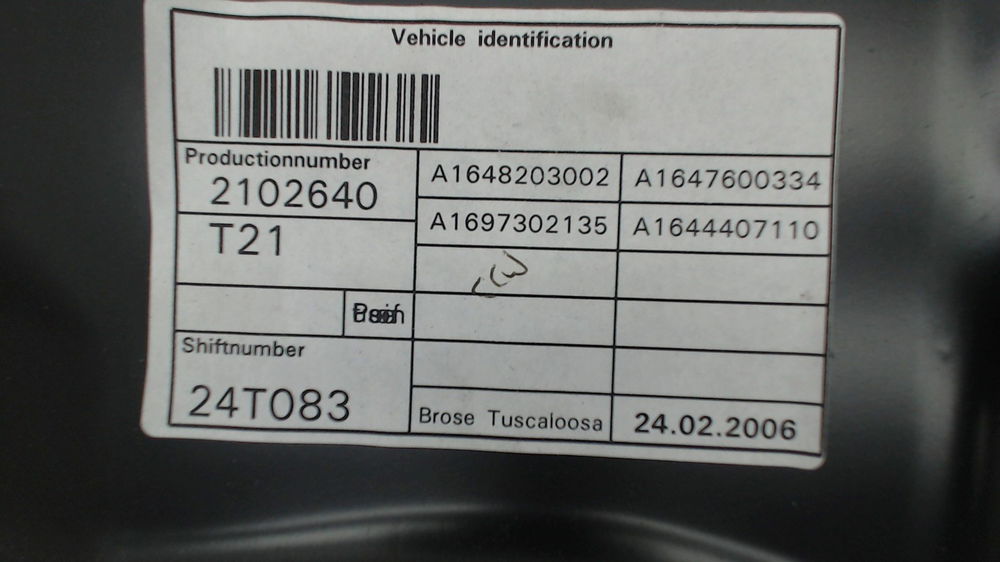 Vehicle identification
Productionnumber
2102640
T21
A1648203002 A1647600334
A1697302135 A1644407110
Shiftnumber
24T083
Brose Tuscaloosa 24.02.2006